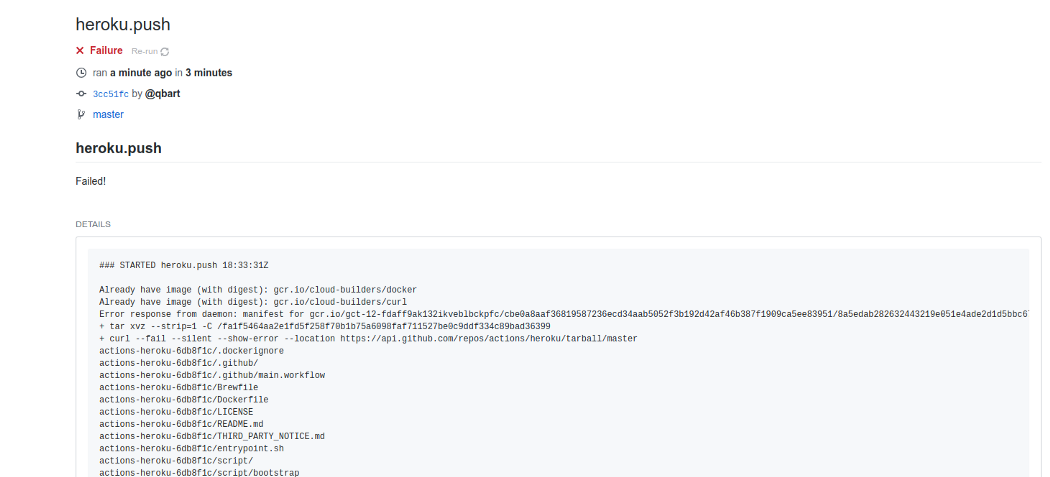 heroku.push
Failure Re-run
ran a minute ago in 3 minutes
3cc51fc by @qbart
master
heroku.push
Failed!
DETAILS
### STARTED heroku.push 18:33:31Z
Already have image (with digest): gcr.io/cloud-builders/docker
Already have image (with digest): gcr.io/cloud-builders/curl
Error response from daemon: manifest for gcr.io/gct-12-fdaff9ak132ikveblbckpfc/cbe0a8aaf36819587236ecd34aab5052f3b192d42af46b387f1909ca5ee83951/8a5edab282632443219e051e4ade2d1d5bbc6
+ tar xvz --strip=1 -C /fa1f5464aa2e1fd5f258f70b1b75a6098faf711527be0c9ddf334c89bad36399
+ curl --fail --silent --show-error --location https://api.github.com/repos/actions/heroku/tarball/master
actions-heroku-6db8f1c/.dockerignore
actions-heroku-6db8f1c/.github/
actions-heroku-6db8f1c/.github/main.workflow
actions-heroku-6db8f1c/Brewfile
actions-heroku-6db8f1c/Dockerfile
actions-heroku-6db8f1c/LICENSE
actions-heroku-6db8f1c/README.md
actions-heroku-6db8f1c/THIRD_PARTY_NOTICE.md
actions-heroku-6db8f1c/entrypoint.sh
actions-heroku-6db8f1c/script/
actions-heroku-6db8f1c/script/bootstrap